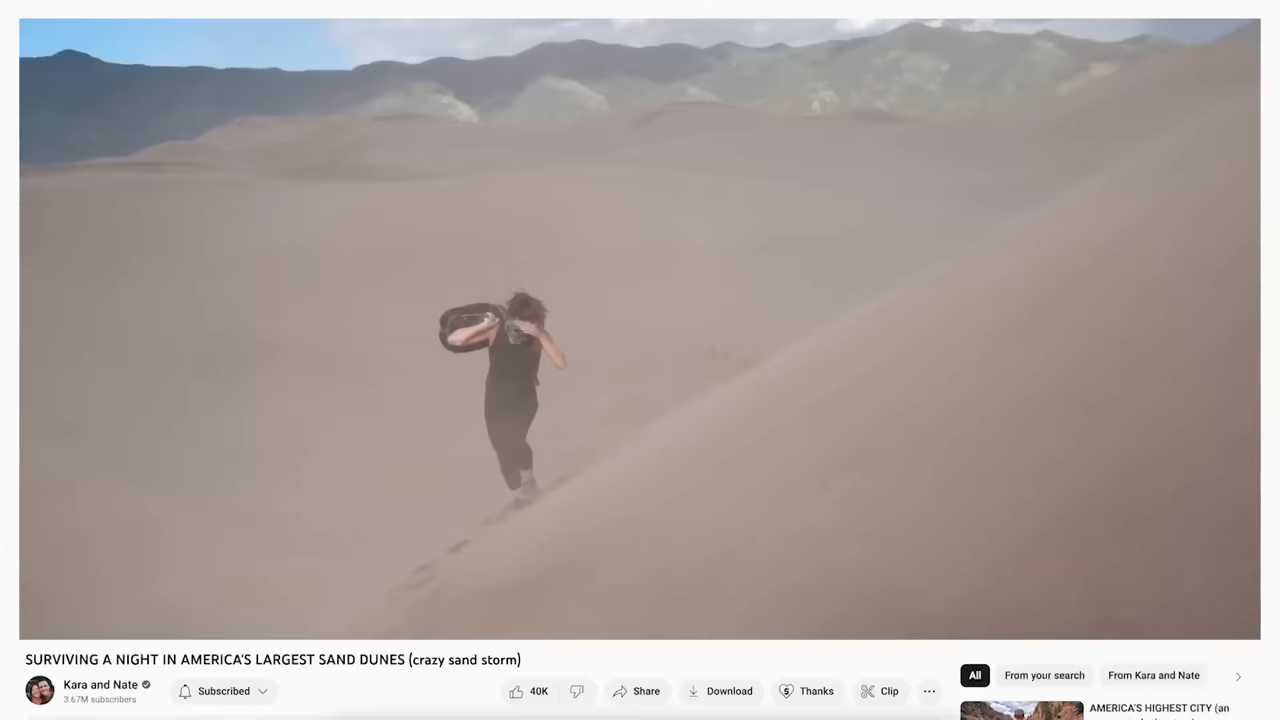 SURVIVING A NIGHT IN AMERICA'S LARGEST SAND DUNES (crazy sand storm)
Kara and Nate
3.67M subscribers
Subscribed
40K
Share
Download
Thanks
Clip
All
From your search
From Kara and Nate
AMERICA'S HIGHEST CITY (an